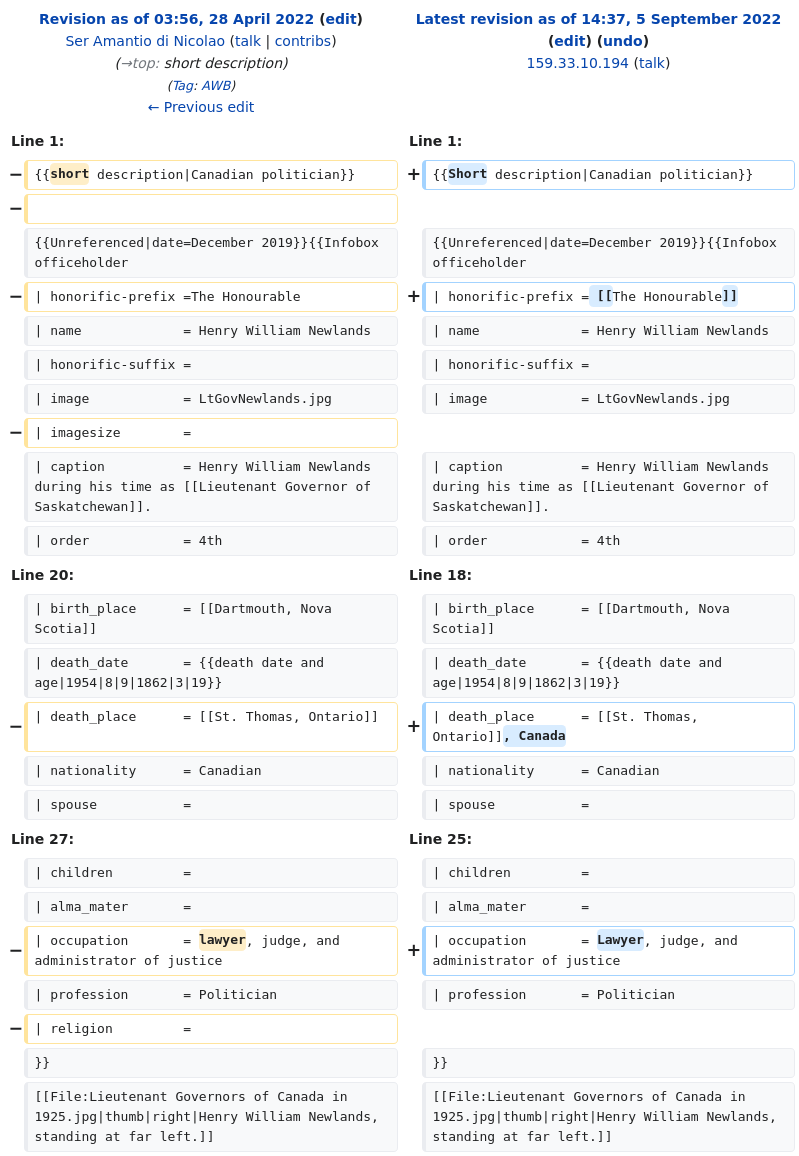 Revision as of 03:56, 28 April 2022 (edit)
Ser Amantio di Nicolao (talk | contribs)
(→top: short description)
(Tag: AWB)
← Previous edit
Latest revision as of 14:37, 5 September 2022
(edit) (undo)
159.33.10.194 (talk)
Line 1:
Line 1:
− {{short description|Canadian politician}}
+ {{Short description|Canadian politician}}
−
{{Unreferenced|date=December 2019}}{{Infobox
officeholder
{{Unreferenced|date=December 2019}}{{Infobox
officeholder
− | honorific-prefix =The Honourable
+ | honorific-prefix = [[The Honourable]]
| name = Henry William Newlands
| name = Henry William Newlands
| honorific-suffix =
| honorific-suffix =
| image = LtGovNewlands.jpg
| image = LtGovNewlands.jpg
− | imagesize =
| caption = Henry William Newlands
during his time as [[Lieutenant Governor of
Saskatchewan]].
| caption = Henry William Newlands
during his time as [[Lieutenant Governor of
Saskatchewan]].
| order = 4th
| order = 4th
Line 20:
Line 18:
| birth_place = [[Dartmouth, Nova
Scotia]]
| birth_place = [[Dartmouth, Nova
Scotia]]
| death_date = {{death date and
age|1954|8|9|1862|3|19}}
| death_date = {{death date and
age|1954|8|9|1862|3|19}}
− | death_place = [[St. Thomas, Ontario]]
+ | death_place = [[St. Thomas,
Ontario]], Canada
| nationality = Canadian
| nationality = Canadian
| spouse =
| spouse =
Line 27:
Line 25:
| children =
| children =
| alma_mater =
| alma_mater =
− | occupation = lawyer, judge, and
administrator of justice
+ | occupation = Lawyer, judge, and
administrator of justice
| profession = Politician
| profession = Politician
− | religion =
}}
}}
[[File:Lieutenant Governors of Canada in
1925.jpg|thumb|right|Henry William Newlands,
standing at far left.]]
[[File:Lieutenant Governors of Canada in
1925.jpg|thumb|right|Henry William Newlands,
standing at far left.]]